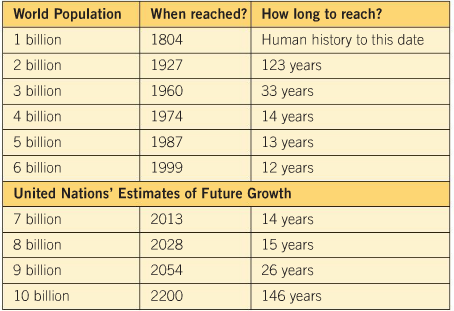 World Population When reached? How long to reach?
1 billion 1804 Human history to this date
2 billion 1927 123 years
3 billion 1960 33 years
4 billion 1974 14 years
5 billion 1987 13 years
6 billion 1999 12 years
United Nations’ Estimates of Future Growth
7 billion 2013 14 years
8 billion 2028 15 years
9 billion 2054 26 years
10 billion 2200 146 years